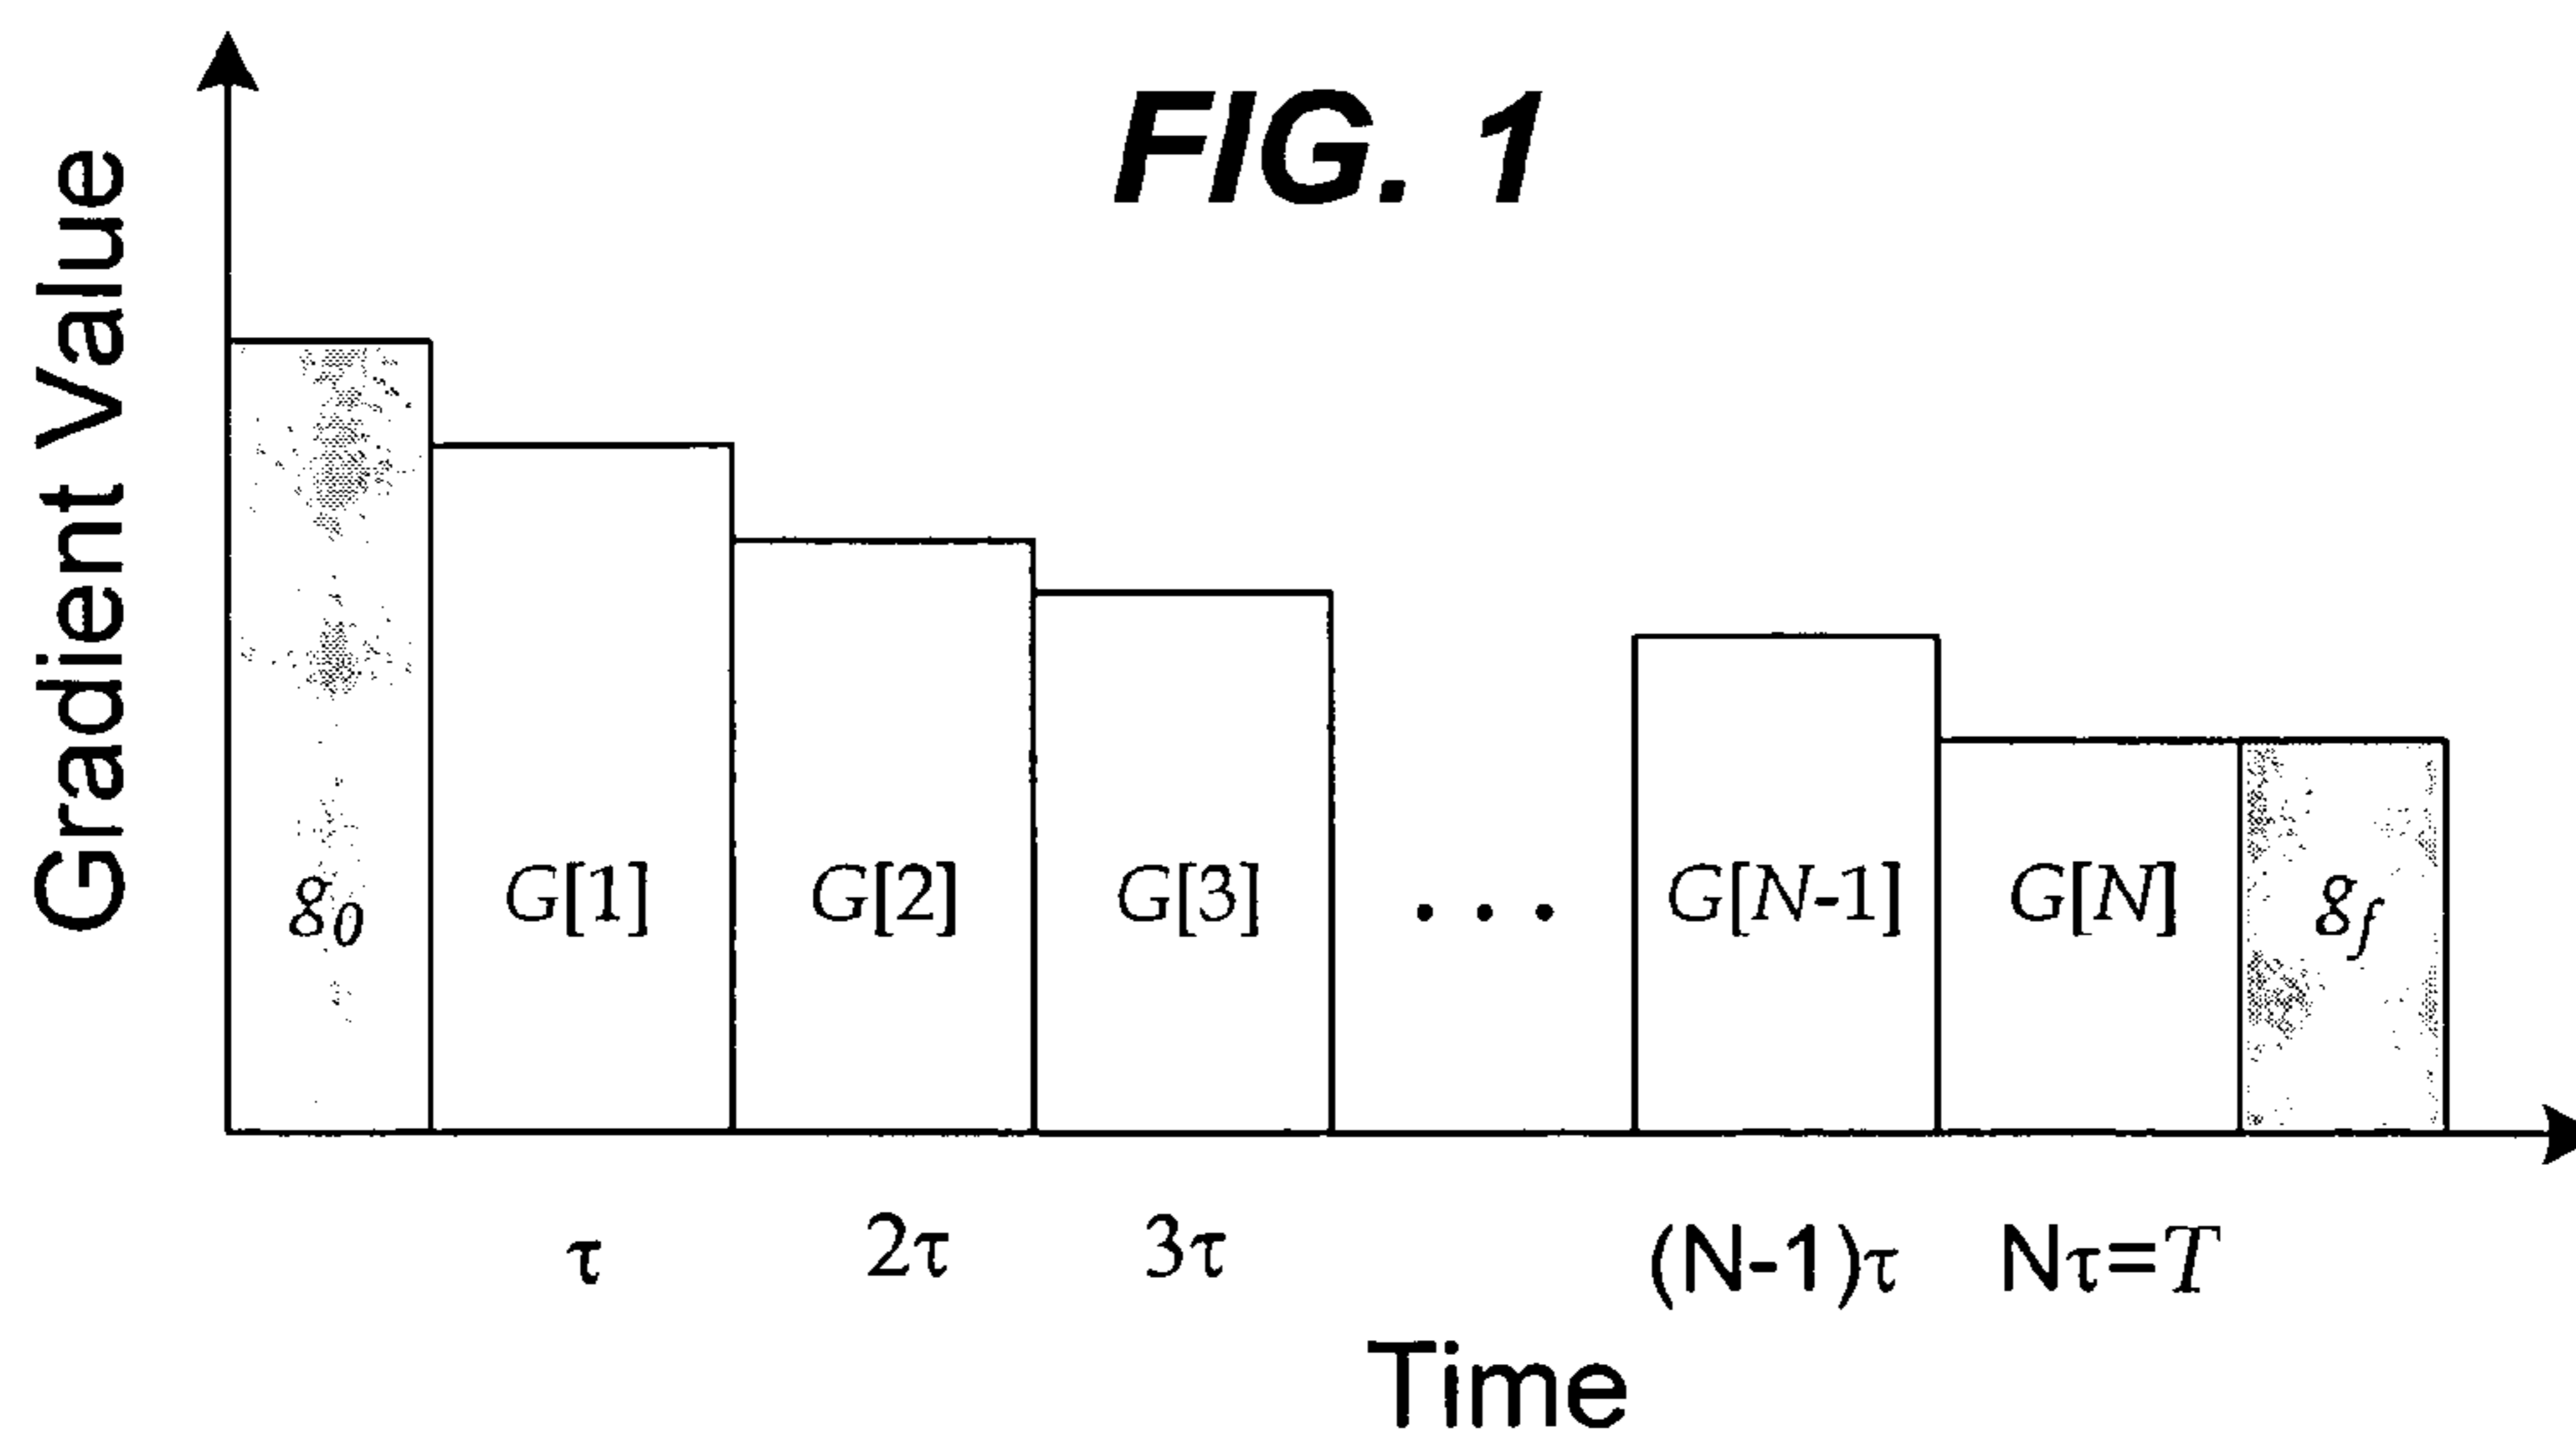 FIG. 1
Gradient Value
g0 G[1] G[2] G[3] ... G[N-1] G[N] gf
τ 2τ 3τ (N-1)τ Nτ=T
Time